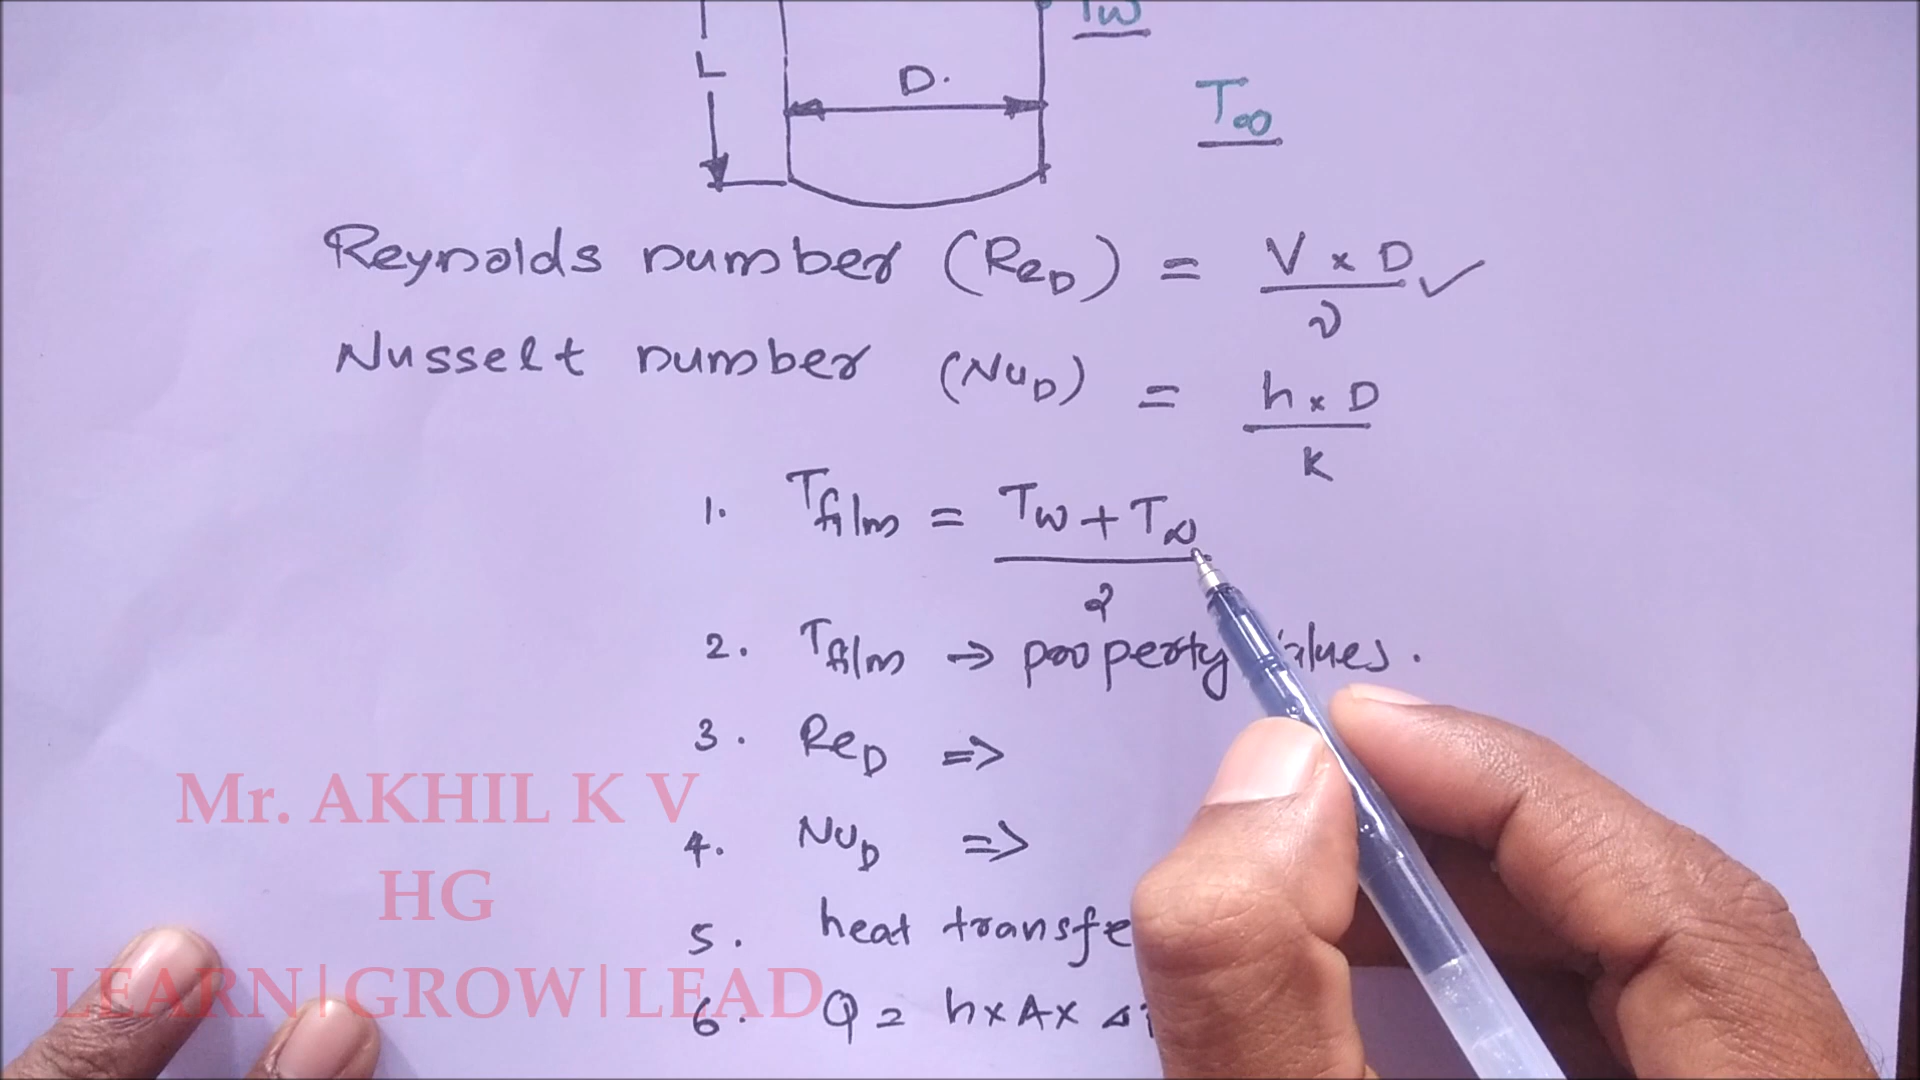 Tw
L
D.
T∞
Reynolds number (ReD) = V x D / ν ✓
Nusselt number (NuD) = h x D / k
1. Tfilm = Tw + T∞ / 2
2. Tfilm → property
3. ReD =>
4. NuD =>
5. heat
6. Q = h x A x
Mr. AKHIL K V
HG
LEARN|GROW|LEAD